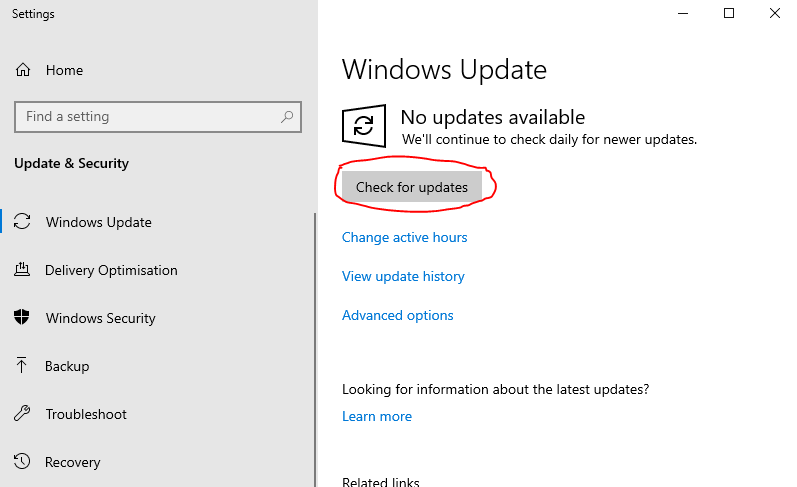 Settings
Home
Find a setting
Update & Security
Windows Update
Delivery Optimisation
Windows Security
Backup
Troubleshoot
Recovery
Windows Update
No updates available
We'll continue to check daily for newer updates.
Check for updates
Change active hours
View update history
Advanced options
Looking for information about the latest updates?
Learn more
Related links